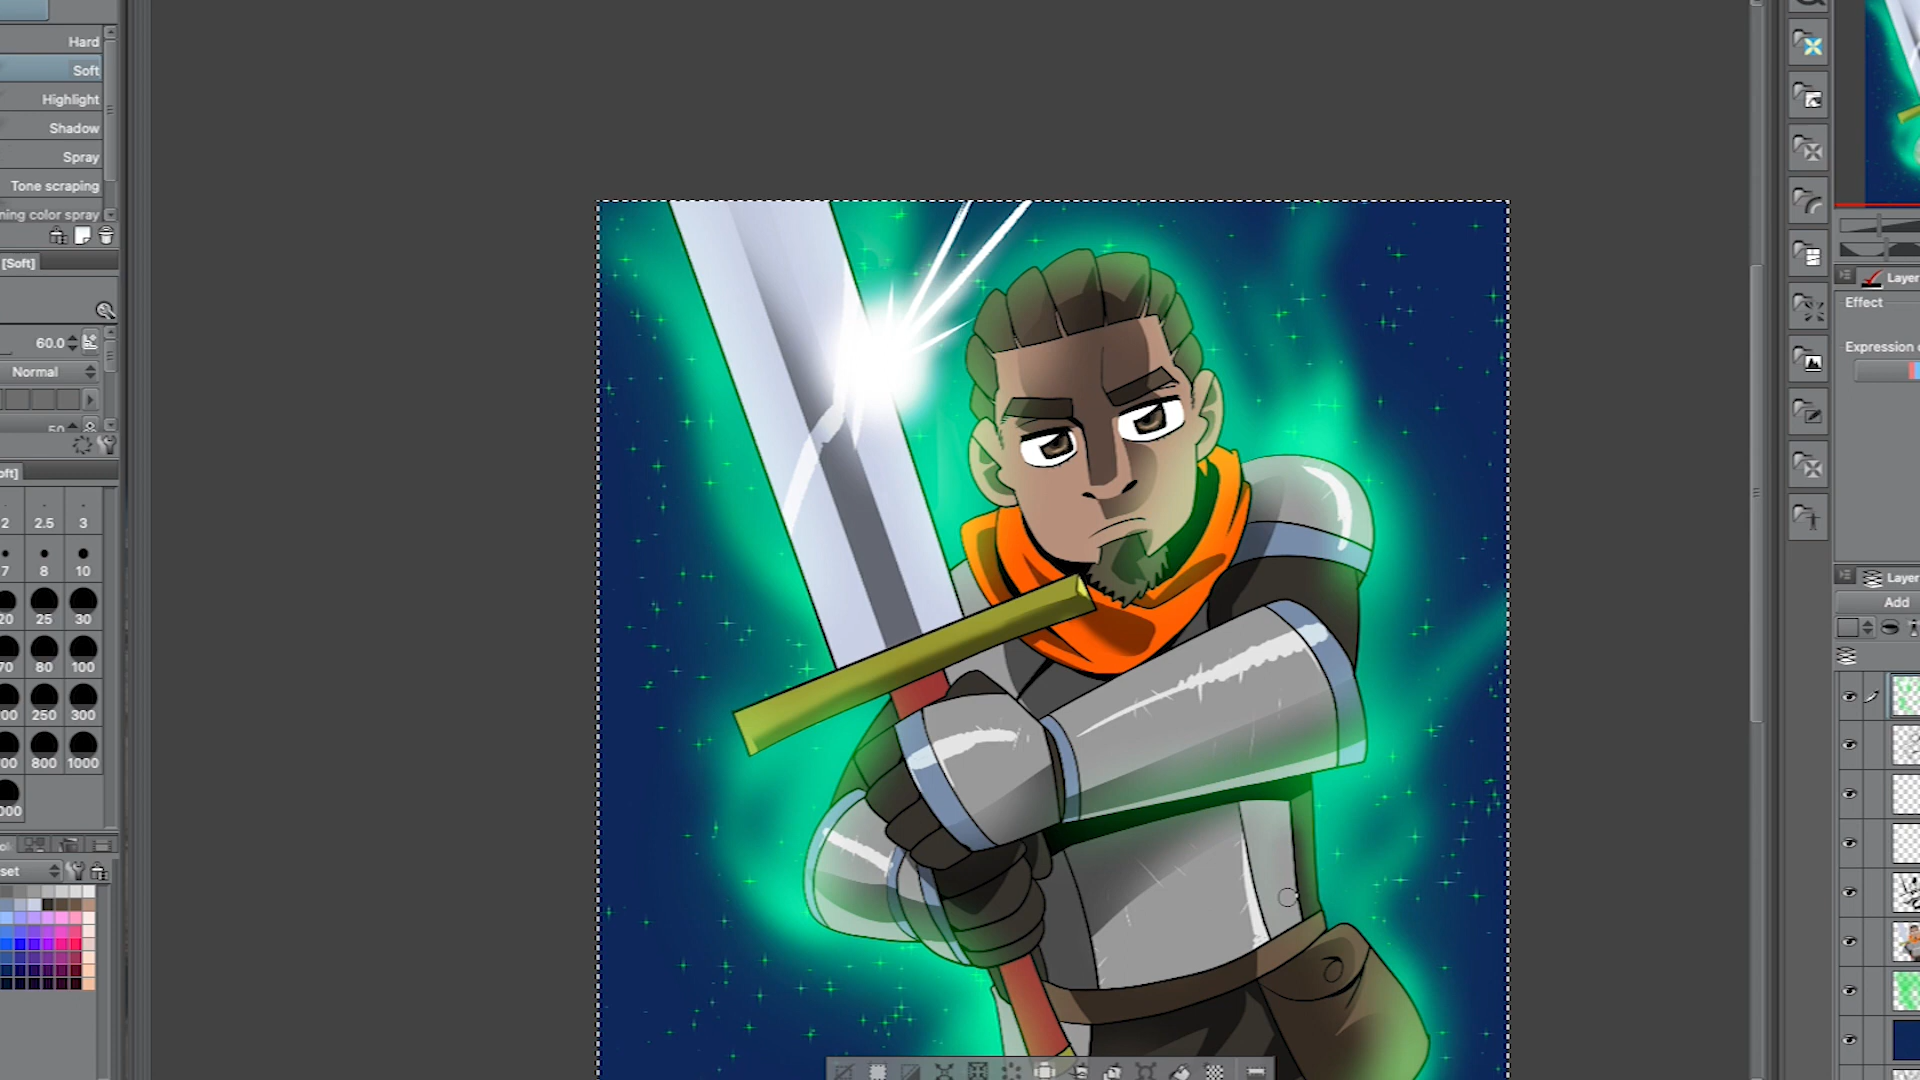 Hard
Soft
Highlight
Shadow
Spray
Tone scraping
ning color spray
[Soft]
60.0
Normal
50
oft]
2 2.5 3
7 8 10
20 25 30
70 80 100
00 250 300
00 800 1000
000
set
Layer
Effect
Expression c
Layer
Add